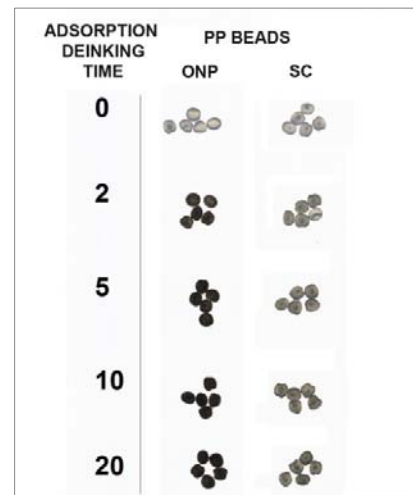 ADSORPTION
DEINKING
TIME
PP BEADS
ONP SC
0
2
5
10
20